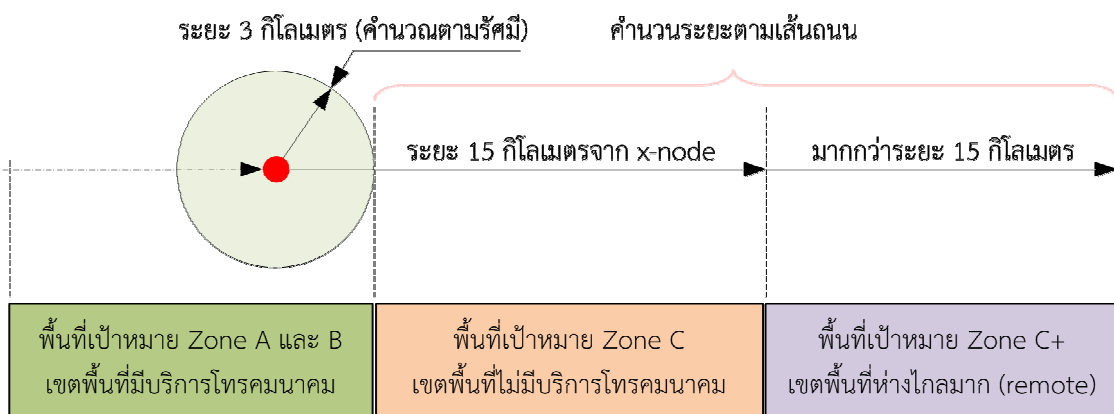 ระยะ 3 กิโลเมตร (คำนวณตามรัศมี)
คำนวนระยะตามเส้นถนน
ระยะ 15 กิโลเมตรจาก x-node
มากกว่าระยะ 15 กิโลเมตร
พื้นที่เป้าหมาย Zone A และ B
เขตพื้นที่มีบริการโทรคมนาคม
พื้นที่เป้าหมาย Zone C
เขตพื้นที่ไม่มีบริการโทรคมนาคม
พื้นที่เป้าหมาย Zone C+
เขตพื้นที่ห่างไกลมาก (remote)